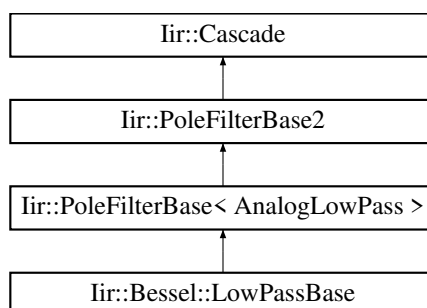 Iir::Cascade
Iir::PoleFilterBase2
Iir::PoleFilterBase< AnalogLowPass >
Iir::Bessel::LowPassBase